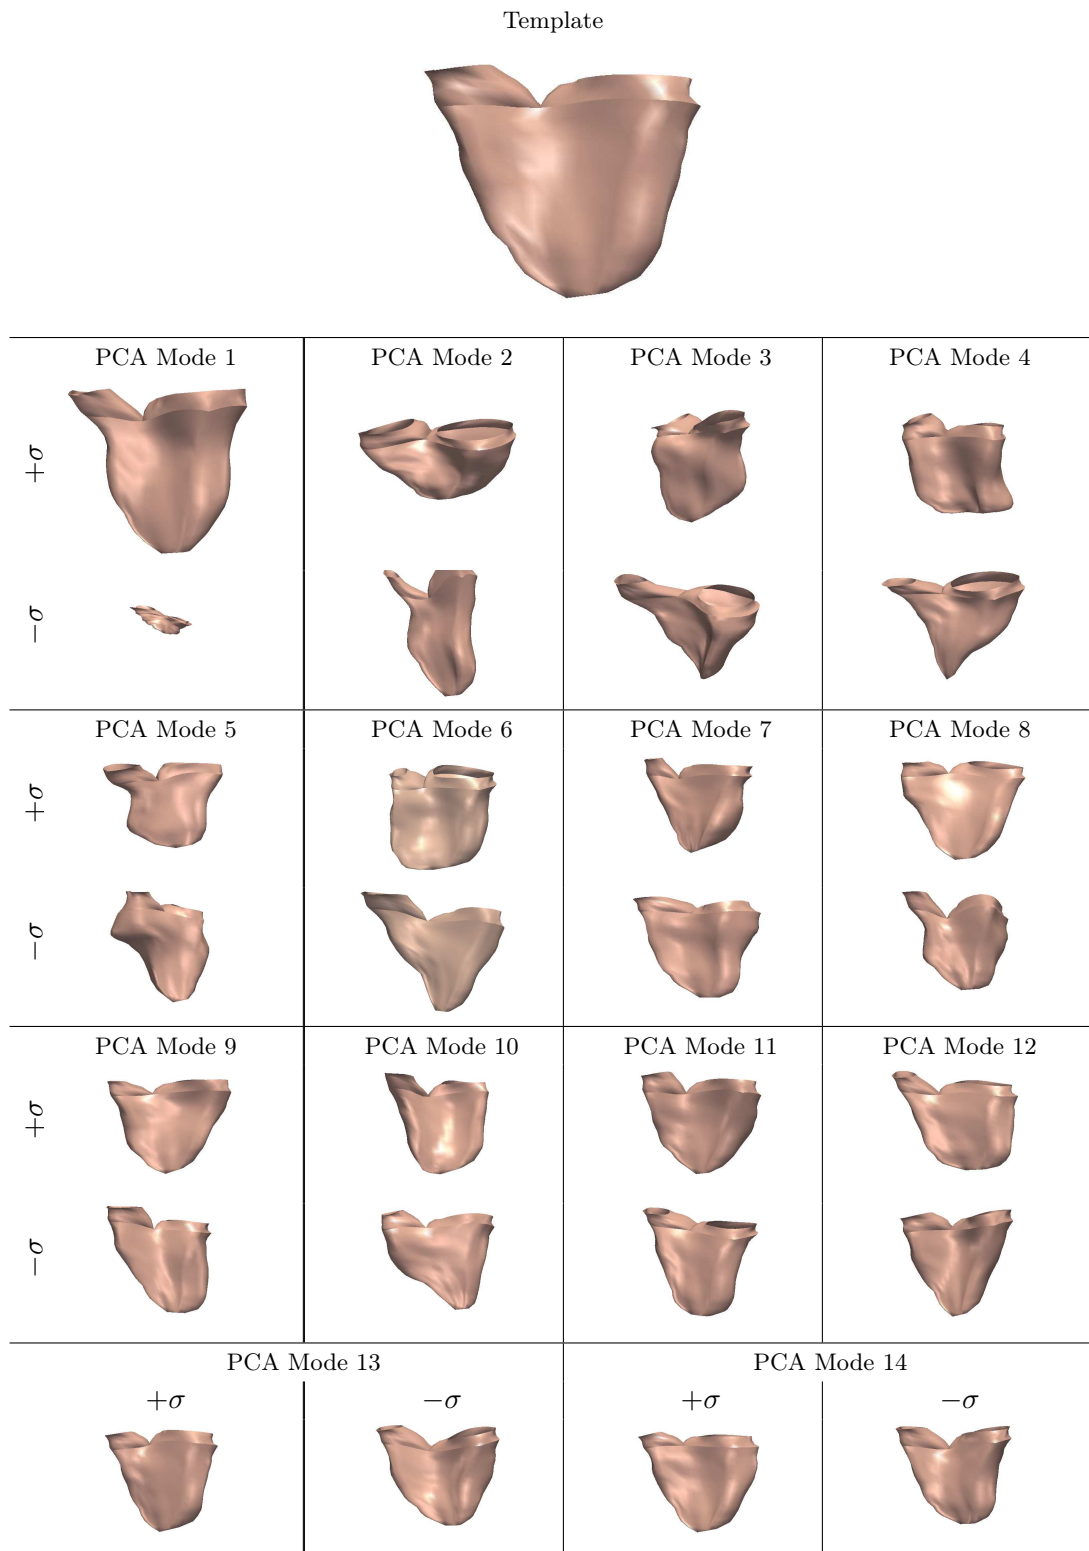 Template
PCA Mode 1 PCA Mode 2 PCA Mode 3 PCA Mode 4
+σ
−σ
PCA Mode 5 PCA Mode 6 PCA Mode 7 PCA Mode 8
+σ
−σ
PCA Mode 9 PCA Mode 10 PCA Mode 11 PCA Mode 12
+σ
−σ
PCA Mode 13 PCA Mode 14
+σ −σ +σ −σ